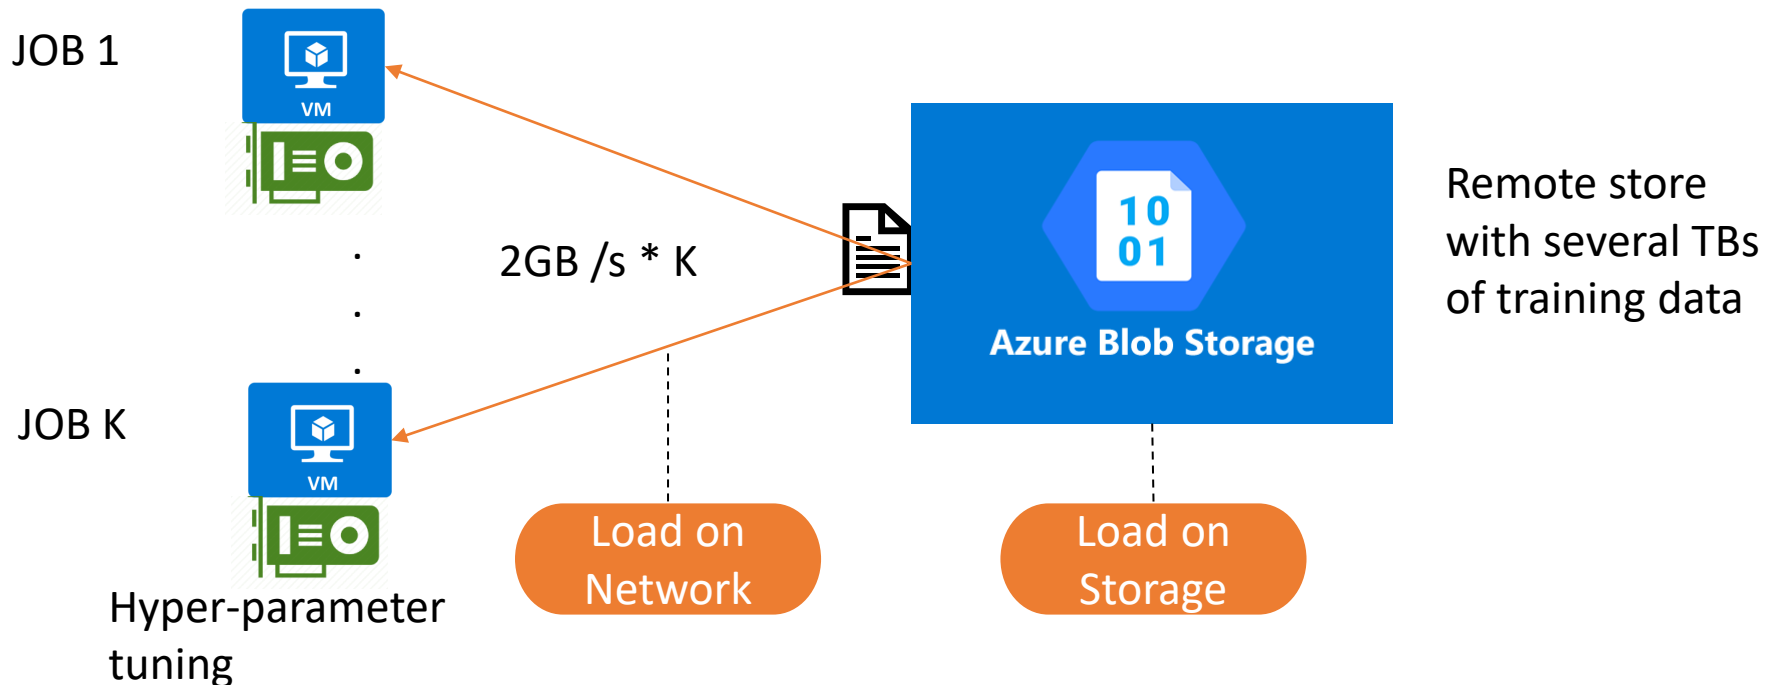 JOB 1
VM
.
.
.
2GB /s * K
10
01
Azure Blob Storage
Remote store
with several TBs
of training data
JOB K
VM
Hyper-parameter
tuning
Load on
Network
Load on
Storage